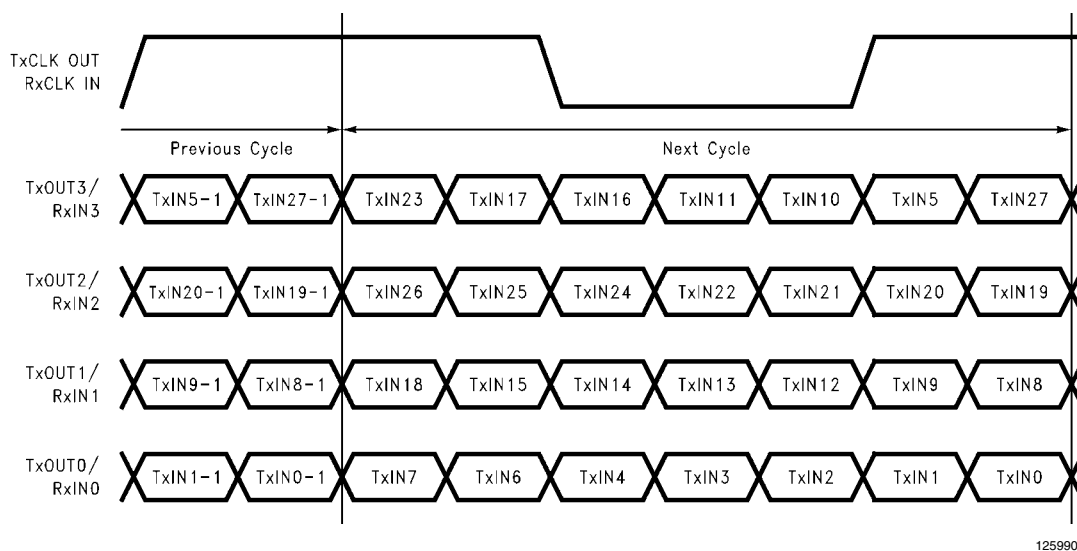 TxCLK OUT
RxCLK IN
Previous Cycle
Next Cycle
TxOUT3/
RxIN3
TxIN5-1 TxIN27-1 TxIN23 TxIN17 TxIN16 TxIN11 TxIN10 TxIN5 TxIN27
TxOUT2/
RxIN2
TxIN20-1 TxIN19-1 TxIN26 TxIN25 TxIN24 TxIN22 TxIN21 TxIN20 TxIN19
TxOUT1/
RxIN1
TxIN9-1 TxIN8-1 TxIN18 TxIN15 TxIN14 TxIN13 TxIN12 TxIN9 TxIN8
TxOUT0/
RxIN0
TxIN1-1 TxIN0-1 TxIN7 TxIN6 TxIN4 TxIN3 TxIN2 TxIN1 TxIN0
125990